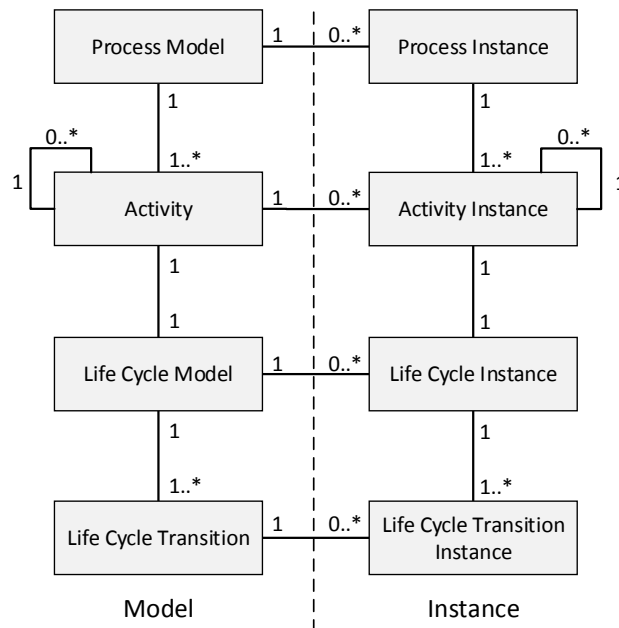 Process Model
1
0..*
Process Instance
1
1
0..*
1..*
1..*
0..*
1
Activity
1
0..*
Activity Instance
1
1
1
1
1
Life Cycle Model
1
0..*
Life Cycle Instance
1
1
1..*
1..*
Life Cycle Transition
1
0..*
Life Cycle Transition
Instance
Model
Instance